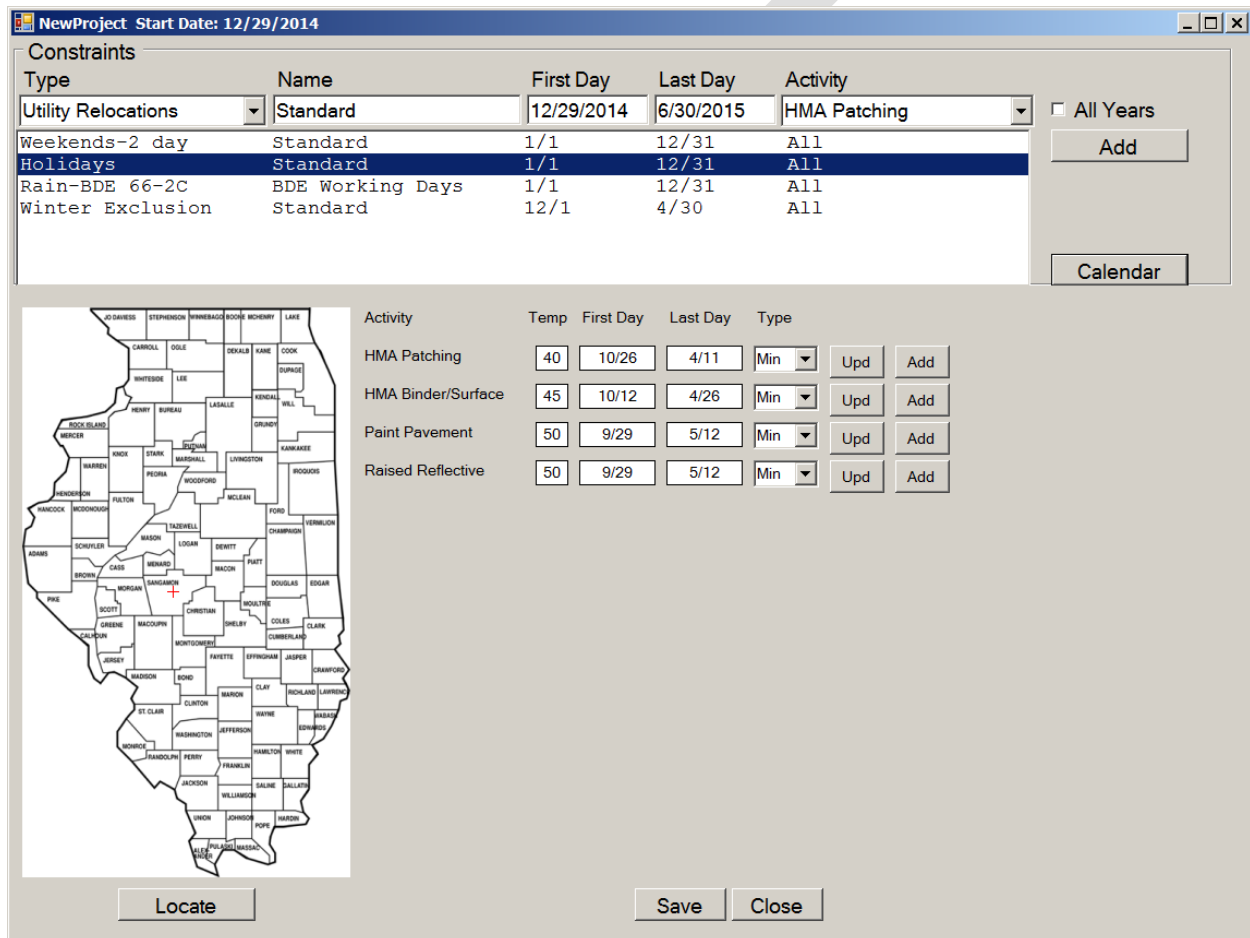 NewProject Start Date: 12/29/2014
Constraints
Type Name First Day Last Day Activity
Utility Relocations Standard 12/29/2014 6/30/2015 HMA Patching All Years
Weekends-2 day Standard 1/1 12/31 All
Add
Holidays Standard 1/1 12/31 All
Rain-BDE 66-2C BDE Working Days 1/1 12/31 All
Winter Exclusion Standard 12/1 4/30 All
Calendar
Activity Temp First Day Last Day Type
HMA Patching 40 10/26 4/11 Min Upd Add
HMA Binder/Surface 45 10/12 4/26 Min Upd Add
Paint Pavement 50 9/29 5/12 Min Upd Add
Raised Reflective 50 9/29 5/12 Min Upd Add
JO DAVIESS STEPHENSON WINNEBAGO BOONE MCHENRY LAKE
CARROLL OGLE DEKALB KANE COOK
DUPAGE
WHITESIDE LEE
KENDALL WILL
HENRY BUREAU LASALLE
ROCK ISLAND GRUNDY
MERCER
KNOX STARK PUTNAM MARSHALL LIVINGSTON KANKAKEE
WARREN PEORIA WOODFORD IROQUOIS
HENDERSON FULTON MCLEAN
HANCOCK MCDONOUGH FORD
TAZEWELL CHAMPAIGN VERMILION
ADAMS SCHUYLER MASON LOGAN DEWITT
BROWN CASS MENARD MACON PIATT
MORGAN SANGAMON DOUGLAS EDGAR
PIKE SCOTT CHRISTIAN MOULTRIE
GREENE MACOUPIN SHELBY COLES CLARK
CALHOUN MONTGOMERY CUMBERLAND
JERSEY FAYETTE EFFINGHAM JASPER
MADISON BOND CRAWFORD
MARION CLAY RICHLAND LAWRENC
ST. CLAIR CLINTON WAYNE WABASH
WASHINGTON JEFFERSON EDWARDS
MONROE RANDOLPH PERRY HAMILTON WHITE
FRANKLIN
JACKSON WILLIAMSON SALINE GALLATIN
UNION JOHNSON POPE HARDIN
ALEXANDER PULASKI MASSAC
Locate Save Close